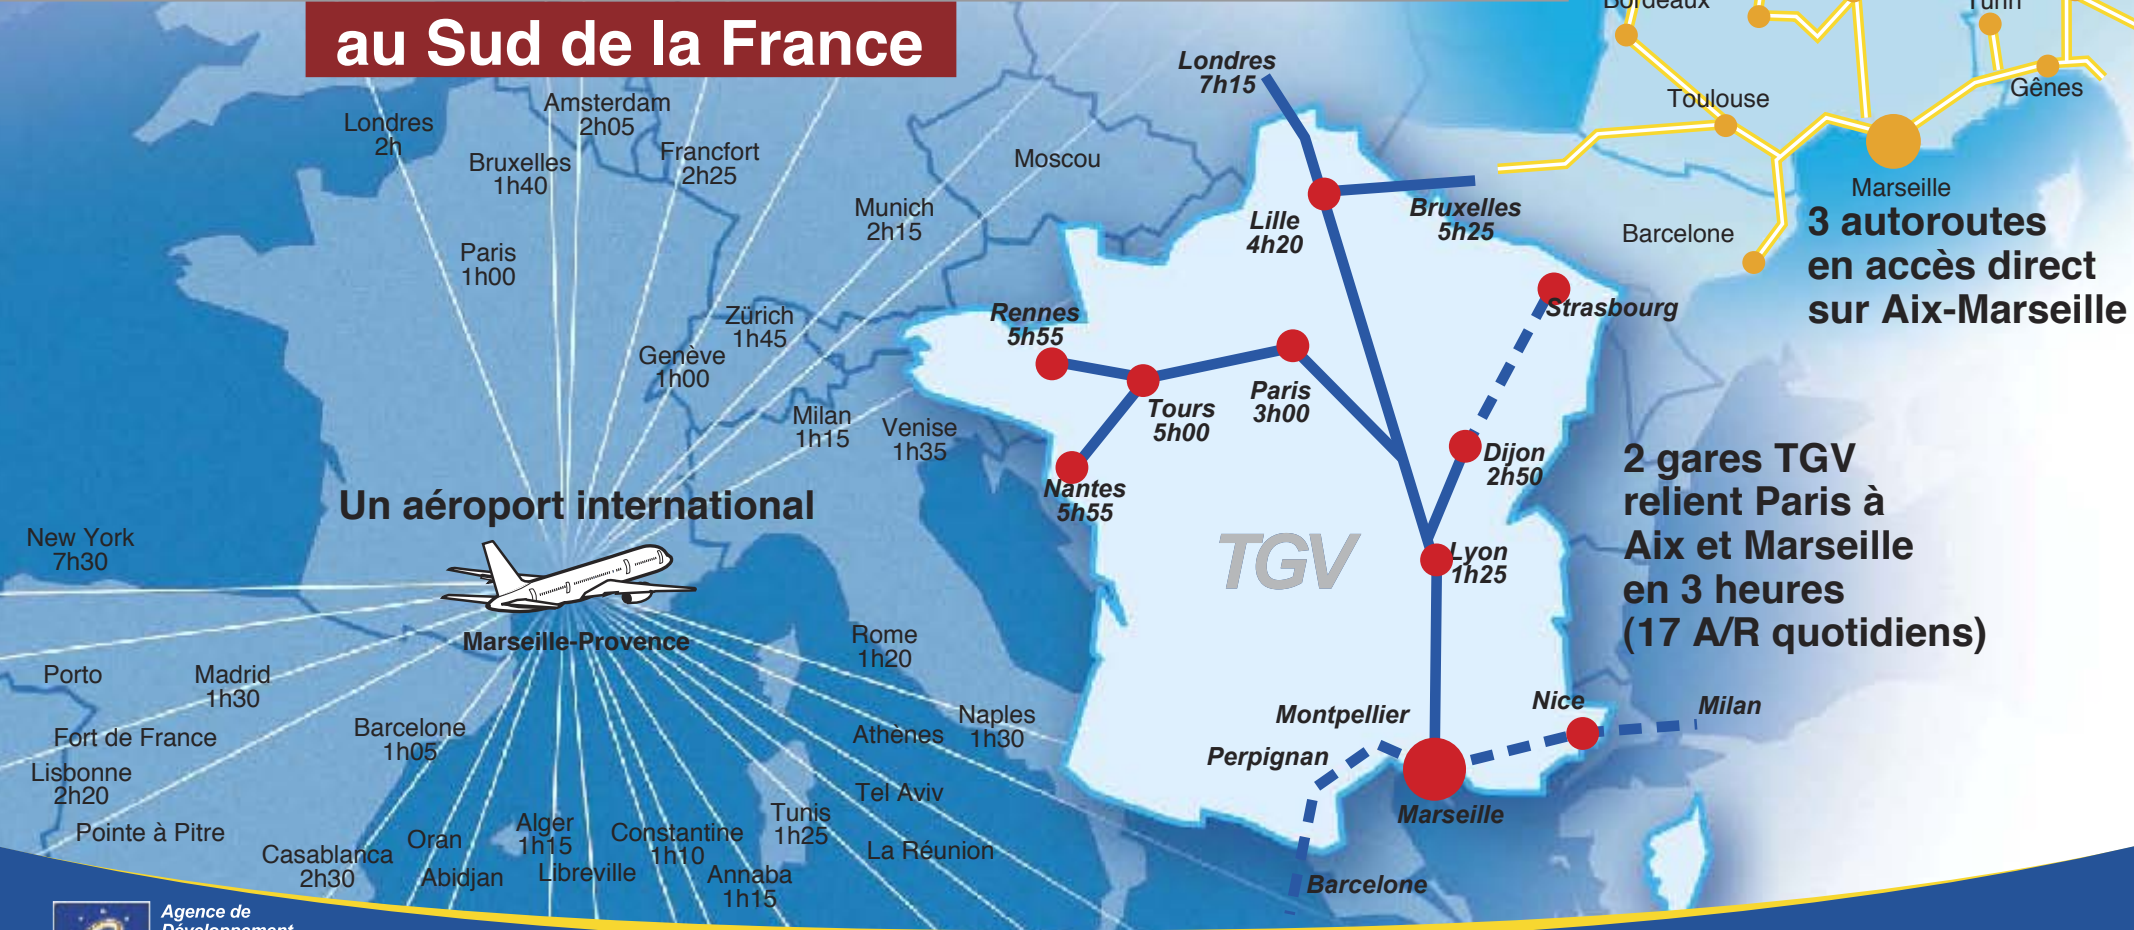 au Sud de la France
Londres
2h
Amsterdam
2h05
Bruxelles
1h40
Francfort
2h25
Moscou
Munich
2h15
Paris
1h00
Zürich
1h45
Genève
1h00
Milan
1h15
Venise
1h35
Un aéroport international
New York
7h30
Marseille-Provence
Rome
1h20
Porto
Madrid
1h30
Naples
1h30
Barcelone
1h05
Athènes
Fort de France
Lisbonne
2h20
Tel Aviv
Pointe à Pitre
Oran
Alger
1h15
Constantine
1h10
Tunis
1h25
La Réunion
Casablanca
2h30
Abidjan
Libreville
Annaba
1h15
Londres
7h15
Lille
4h20
Bruxelles
5h25
Strasbourg
Rennes
5h55
Paris
3h00
Tours
5h00
Dijon
2h50
Nantes
5h55
TGV
Lyon
1h25
Montpellier
Nice
Milan
Perpignan
Marseille
Barcelone
Bordeaux
Turin
Toulouse
Gênes
Marseille
Barcelone
3 autoroutes
en accès direct
sur Aix-Marseille
2 gares TGV
relient Paris à
Aix et Marseille
en 3 heures
(17 A/R quotidiens)
Agence de
Développement